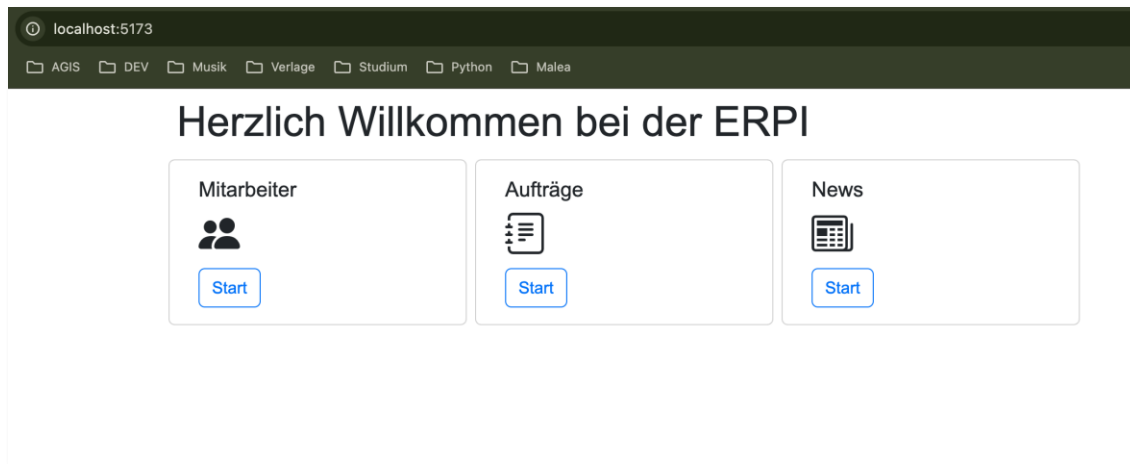 localhost:5173
AGIS DEV Musik Verlage Studium Python Malea
Herzlich Willkommen bei der ERPI
Mitarbeiter Aufträge News
Start Start Start